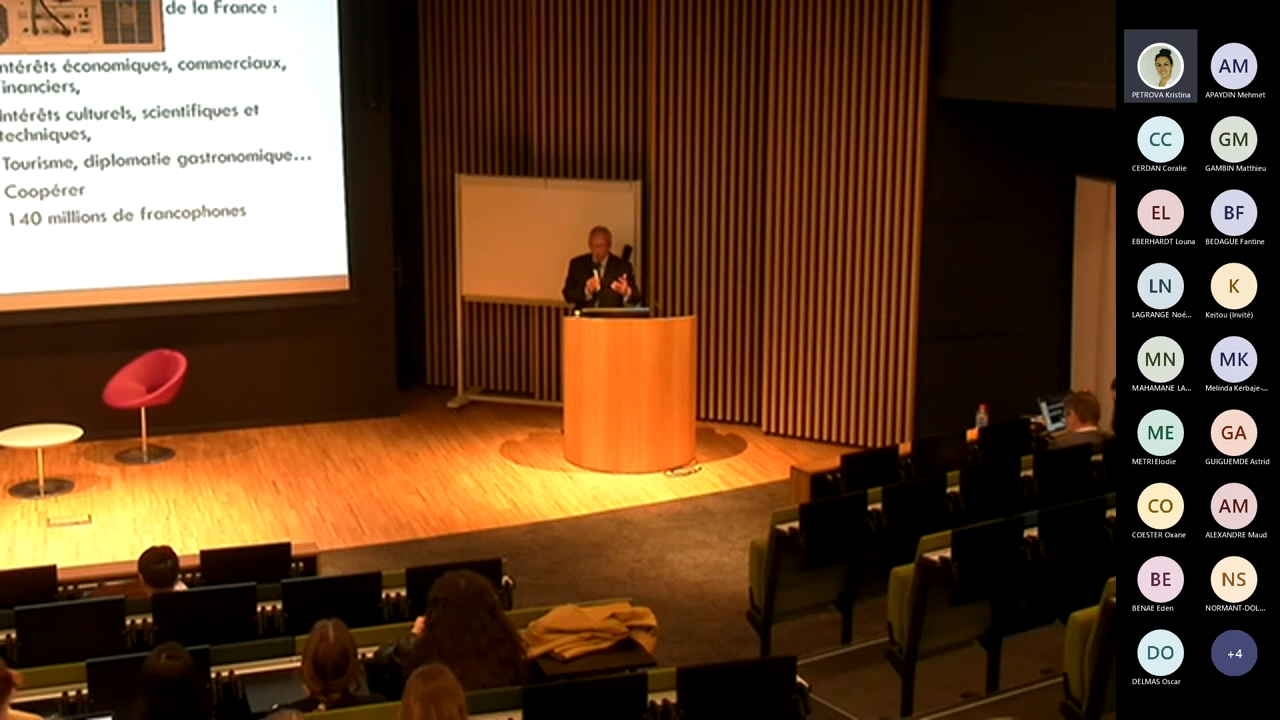 de la France :
ntérêts économiques, commerciaux,
inanciers,
ntérêts culturels, scientifiques et
techniques,
Tourisme, diplomatie gastronomique...
Coopérer
140 millions de francophones
PETROVA Kristina
AM
APAYDIN Mehmet
CC
CERDAN Coralie
GM
GAMBIN Matthieu
EL
EBERHARDT Louna
BF
BEDAGUE Fantine
LN
LAGRANGE Noé...
K
Keitou (Invité)
MN
MAHAMANE LA...
MK
Melinda Kerbaje-...
ME
METRI Elodie
GA
GUIGUEMDE Astrid
CO
COESTER Oxane
AM
ALEXANDRE Maud
BE
BENAE Eden
NS
NORMANT-DOL...
DO
DELMAS Oscar
+4